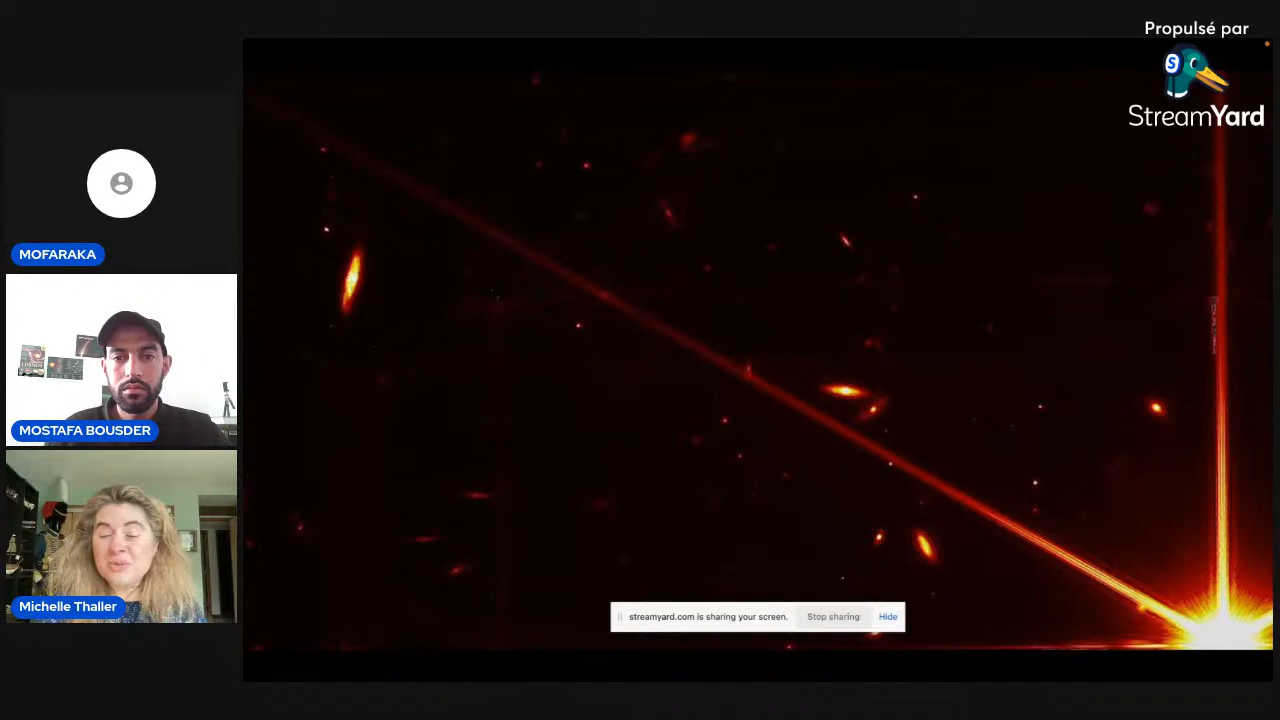 Propulsé par
StreamYard
MOFARAKA
MOSTAFA BOUSDER
Michelle Thaller
streamyard.com is sharing your screen. Stop sharing Hide